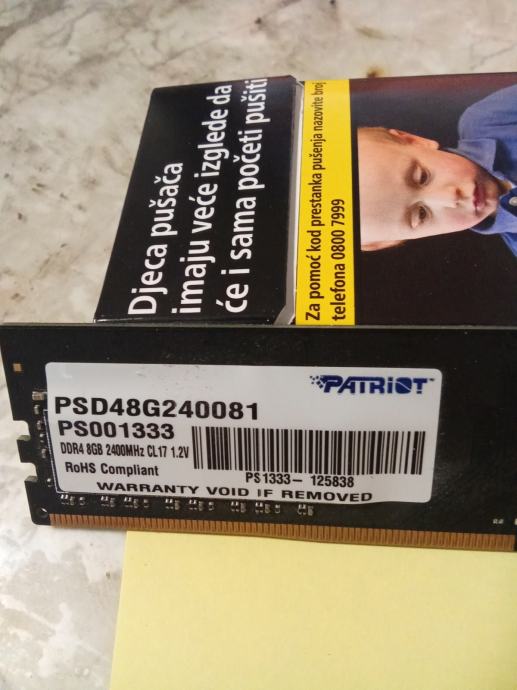 Djeca pušača
imaju veće izglede da
će i sama početi pušiti
Za pomoć kod prestanka pušenja nazovite broj
telefona 0800 7999
PATRIOT
PSD48G240081
PS001333
DDR4 8GB 2400MHz CL17 1.2V
RoHS Compliant
PS1333- 125838
WARRANTY VOID IF REMOVED